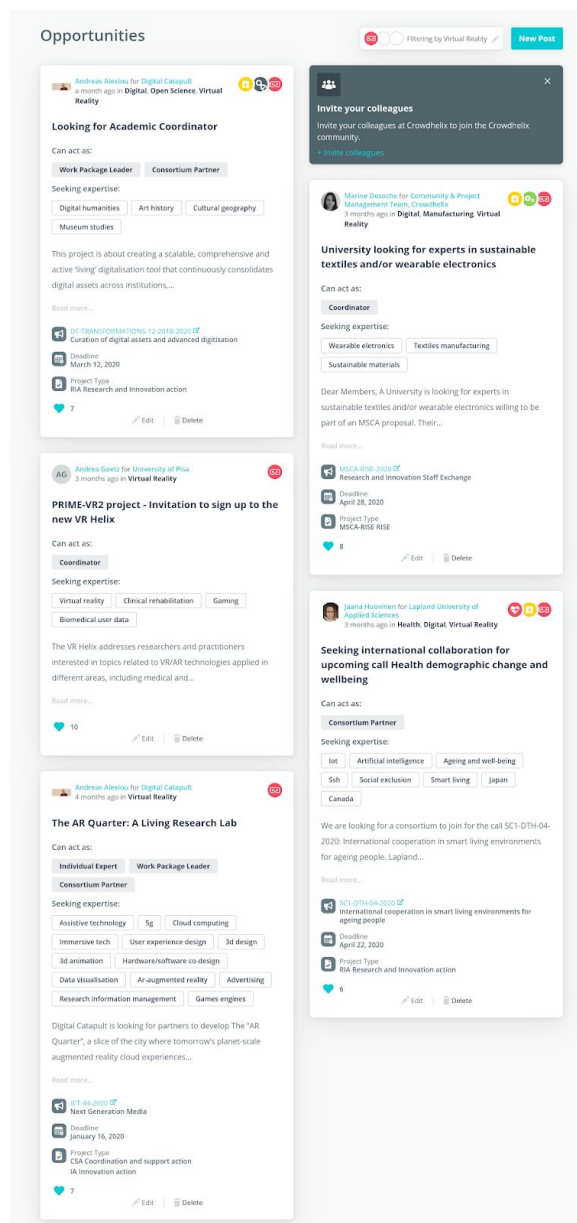 Opportunities
Filtering by Virtual Reality
New Post
Andreas Alexiou for Digital Catapult
a month ago in Digital, Open Science, Virtual
Reality
Looking for Academic Coordinator
Can act as:
Work Package Leader
Consortium Partner
Seeking expertise:
Digital humanities
Art history
Cultural geography
Museum studies
This project is about creating a scalable, comprehensive and
active 'living' digitalisation tool that continuously consolidates
digital assets across institutions,...
Read more...
DT-TRANSFORMATIONS-12-2018-2020
Curation of digital assets and advanced digitisation
Deadline
March 12, 2020
Project Type
RIA Research and Innovation action
7
Edit
Delete
AG
Andrea Goetz for University of Pisa
3 months ago in Virtual Reality
PRIME-VR2 project - Invitation to sign up to the
new VR Helix
Can act as:
Coordinator
Seeking expertise:
Virtual reality
Clinical rehabilitation
Gaming
Biomedical user data
The VR Helix addresses researchers and practitioners
interested in topics related to VR/AR technologies applied in
different areas, including medical and...
Read more...
10
Edit
Delete
Andreas Alexiou for Digital Catapult
4 months ago in Virtual Reality
The AR Quarter: A Living Research Lab
Can act as:
Individual Expert
Work Package Leader
Consortium Partner
Seeking expertise:
Assistive technology
5g
Cloud computing
Immersive tech
User experience design
3d design
3d animation
Hardware/software co-design
Data visualisation
Ar-augmented reality
Advertising
Research information management
Games engines
Digital Catapult is looking for partners to develop The "AR
Quarter", a slice of the city where tomorrow's planet-scale
augmented reality cloud experiences...
Read more...
ICT-44-2020
Next Generation Media
Deadline
January 16, 2020
Project Type
CSA Coordination and support action
IA Innovation action
7
Edit
Delete
Invite your colleagues
Invite your colleagues at Crowdhelix to join the Crowdhelix
community.
+ Invite colleagues
Marine Desoche for Community & Project
Management Team, Crowdhelix
3 months ago in Digital, Manufacturing, Virtual
Reality
University looking for experts in sustainable
textiles and/or wearable electronics
Can act as:
Coordinator
Seeking expertise:
Wearable eletronics
Textiles manufacturing
Sustainable materials
Dear Members, A University is looking for experts in
sustainable textiles and/or wearable electronics willing to be
part of an MSCA proposal. Their...
Read more...
MSCA-RISE-2020
Research and Innovation Staff Exchange
Deadline
April 28, 2020
Project Type
MSCA-RISE RISE
8
Edit
Delete
Jaana Huovinen for Lapland University of
Applied Sciences
3 months ago in Health, Digital, Virtual Reality
Seeking international collaboration for
upcoming call Health demographic change and
wellbeing
Can act as:
Consortium Partner
Seeking expertise:
Iot
Artificial intelligence
Ageing and well-being
Ssh
Social exclusion
Smart living
Japan
Canada
We are looking for a consortium to join for the call SC1-DTH-04-
2020: International cooperation in smart living environments
for ageing people. Lapland...
Read more...
SC1-DTH-04-2020
International cooperation in smart living environments for
ageing people
Deadline
April 22, 2020
Project Type
RIA Research and Innovation action
6
Edit
Delete